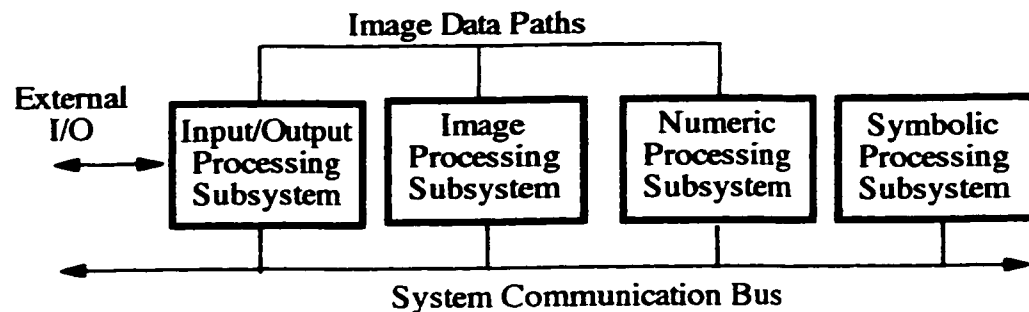 Image Data Paths
External
I/O
Input/Output
Processing
Subsystem
Image
Processing
Subsystem
Numeric
Processing
Subsystem
Symbolic
Processing
Subsystem
System Communication Bus